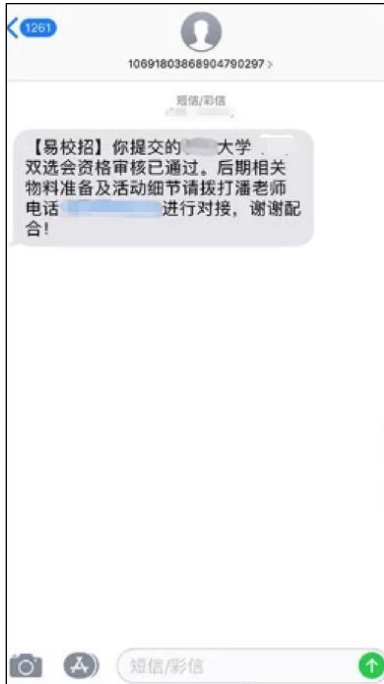 1261
10691803868904790297 >
短信/彩信
【易校招】你提交的 大学
双选会资格审核已通过。后期相关
物料准备及活动细节请拨打潘老师
电话 进行对接，谢谢配
合！
短信/彩信